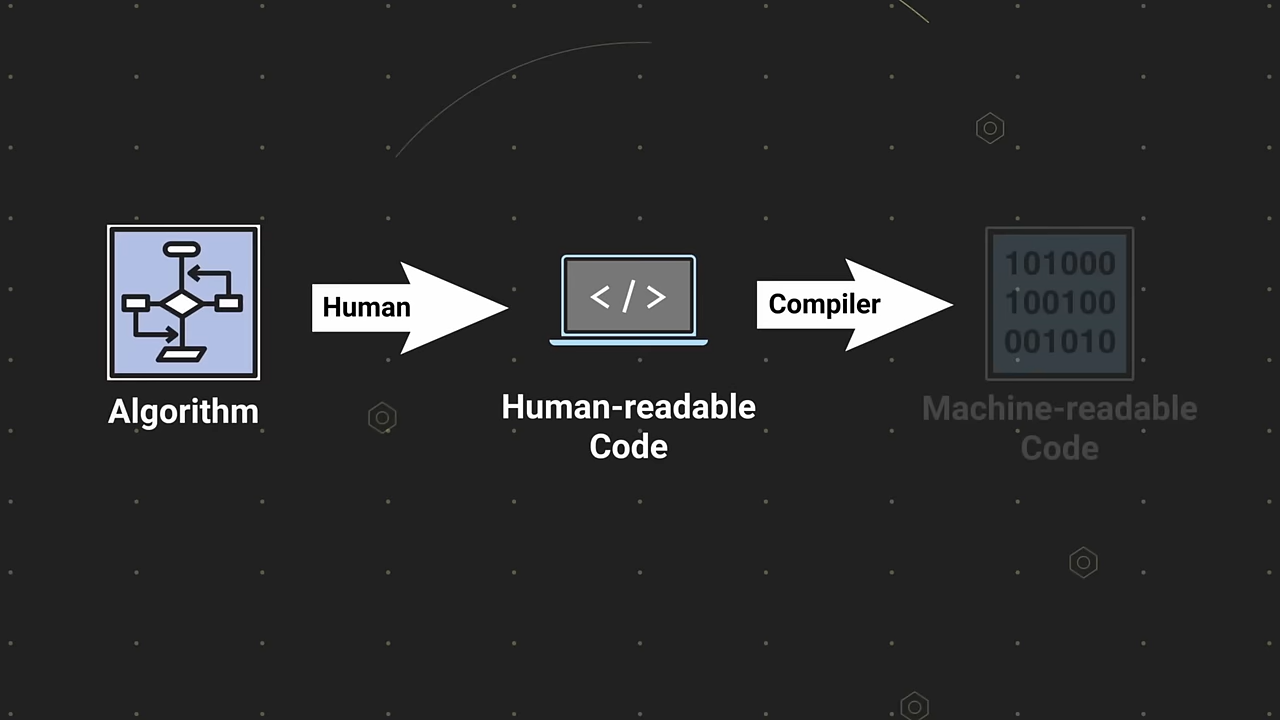 Algorithm
Human
</>
Human-readable
Code
Compiler
101000
100100
001010
Machine-readable
Code